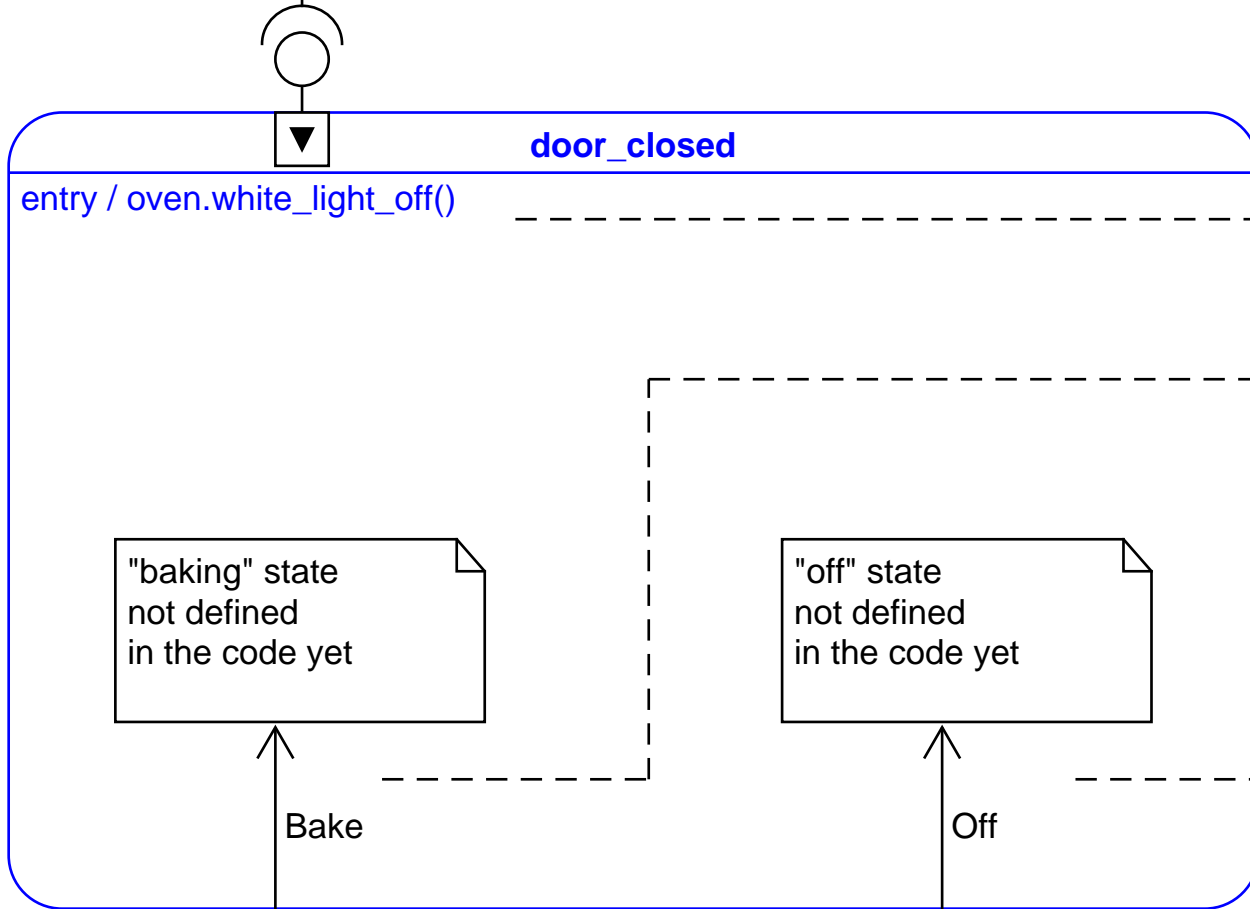 door_closed
entry / oven.white_light_off()
"baking" state
not defined
in the code yet
"off" state
not defined
in the code yet
Bake
Off